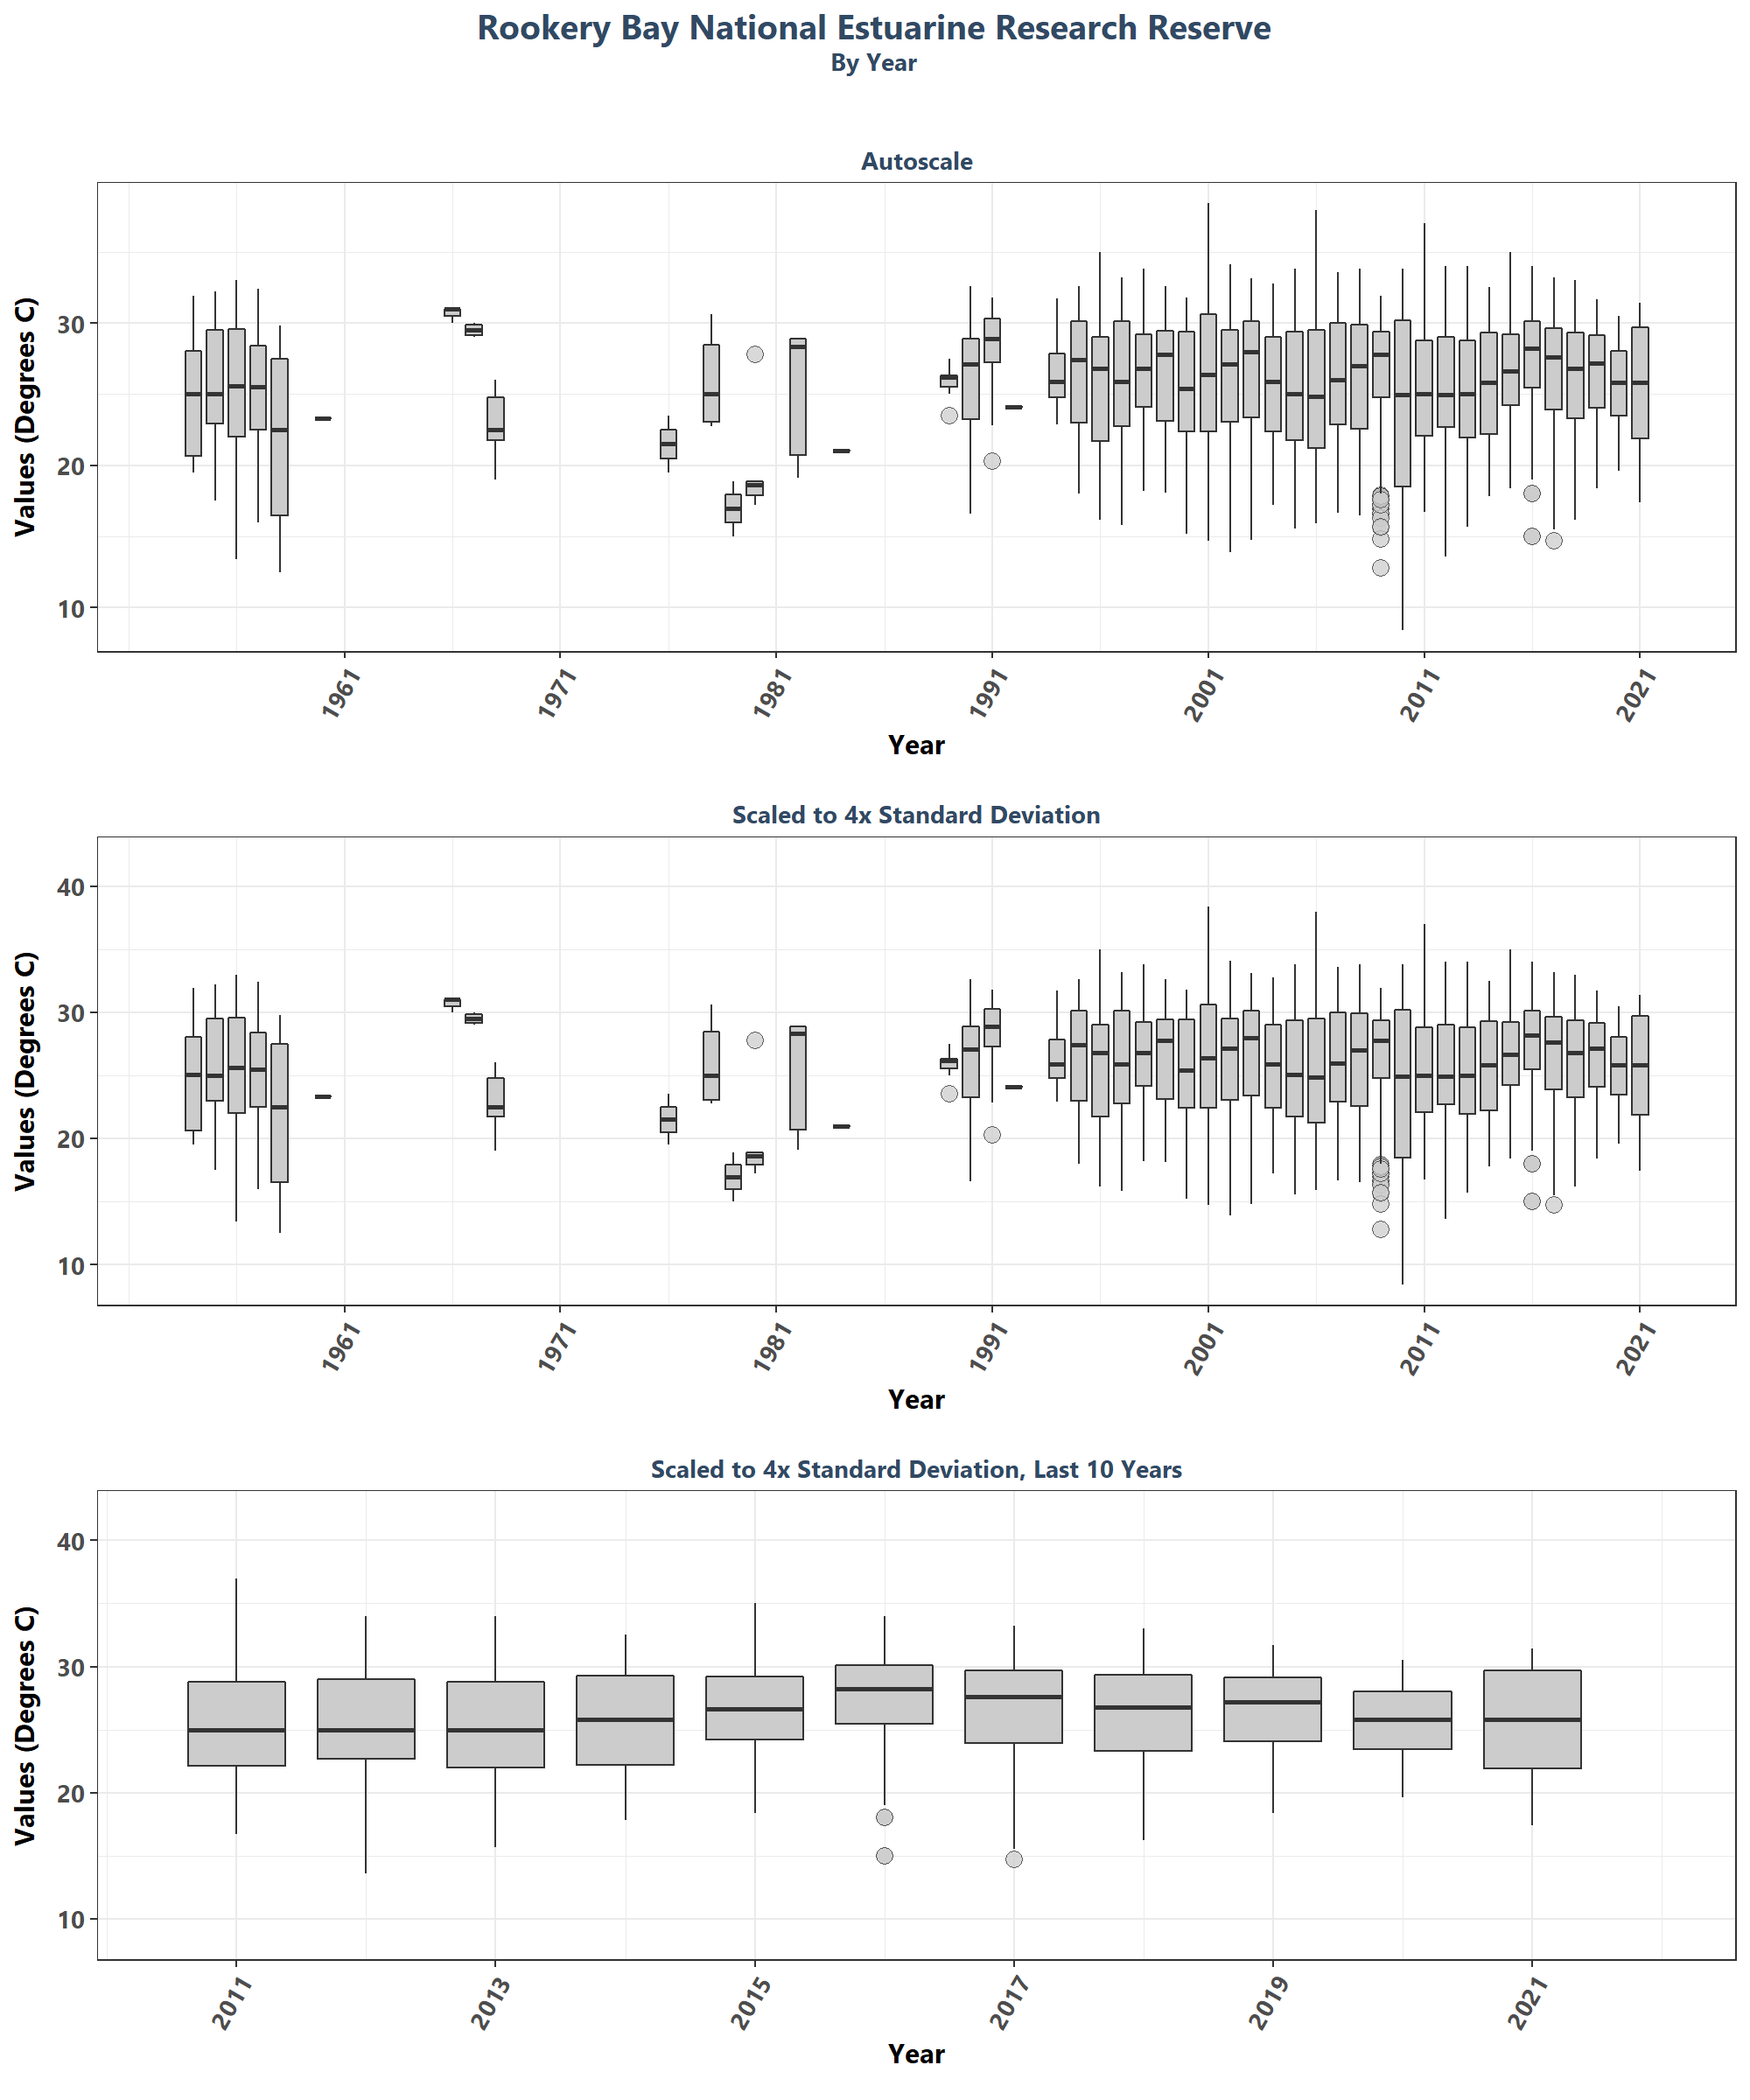 Rookery Bay National Estuarine Research Reserve
By Year
Autoscale
Values (Degrees C)
30
20
10
1961
1971
1981
1991
2001
2011
2021
Year
Scaled to 4x Standard Deviation
Values (Degrees C)
40
30
20
10
1961
1971
1981
1991
2001
2011
2021
Year
Scaled to 4x Standard Deviation, Last 10 Years
Values (Degrees C)
40
30
20
10
2011
2013
2015
2017
2019
2021
Year